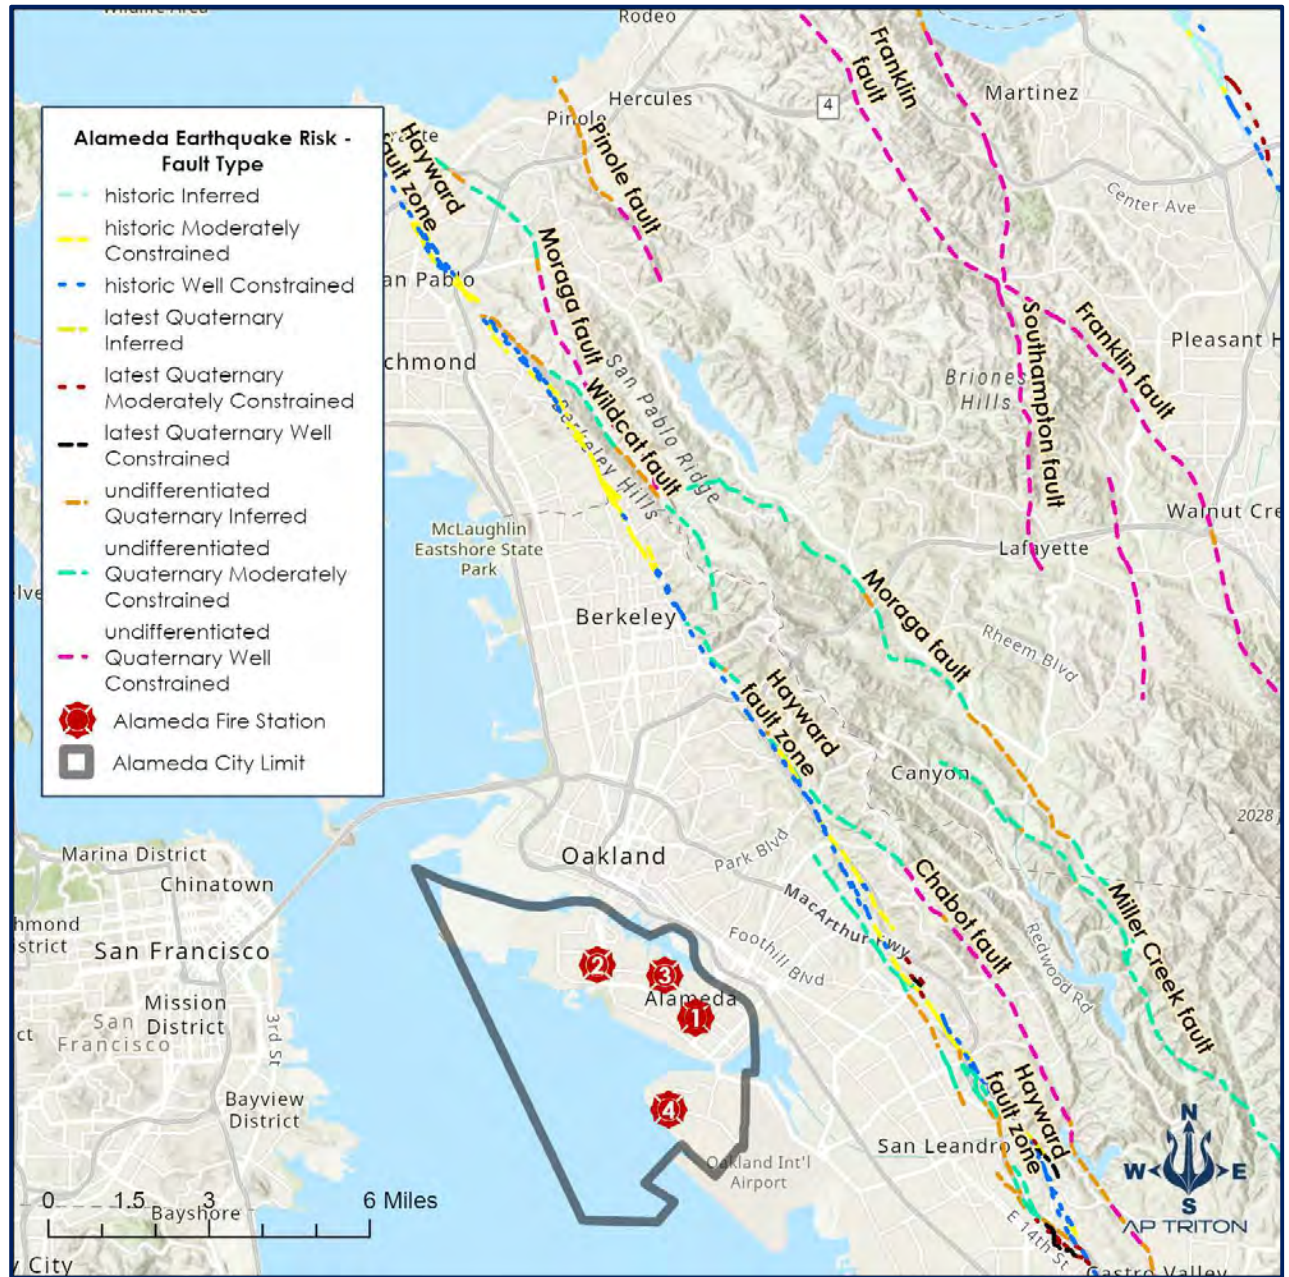 Rodeo
Martinez
Hercules
Pinole
4
Franklin
fault
Pinole fault
Center Ave
Hayward
fault zone
Alameda Earthquake Risk -
Fault Type
historic Inferred
historic Moderately
Constrained
historic Well Constrained
latest Quaternary
Inferred
latest Quaternary
Moderately Constrained
latest Quaternary Well
Constrained
undifferentiated
Quaternary Inferred
undifferentiated
Quaternary Moderately
Constrained
undifferentiated
Quaternary Well
Constrained
Alameda Fire Station
Alameda City Limit
an Pablo
chmond
Moraga fault
Wildcat fault
San Pablo Ridge
Berkeley Hills
Briones
Hills
Southampton fault
Franklin fault
Pleasant H
Walnut Cre
Lafayette
McLaughlin
Eastshore State
Park
Berkeley
Moraga fault
Rheem Blvd
Hayward
fault zone
Canyon
2028
Oakland
Park Blvd
MacArthur Fwy
Foothill Blvd
Chabot fault
Redwood Rd
Miller Creek fault
Marina District
Chinatown
hmond
strict
San Francisco
Mission
District
San
Francisco
ct
3rd St
Bayview
District
2
3
Alameda
1
4
Hayward
fault zone
San Leandro
Oakland Int'l
Airport
E 14th St
Castro Valley
0 1.5 3 6 Miles
Bayshore
y City
N
W E
S
AP TRITON